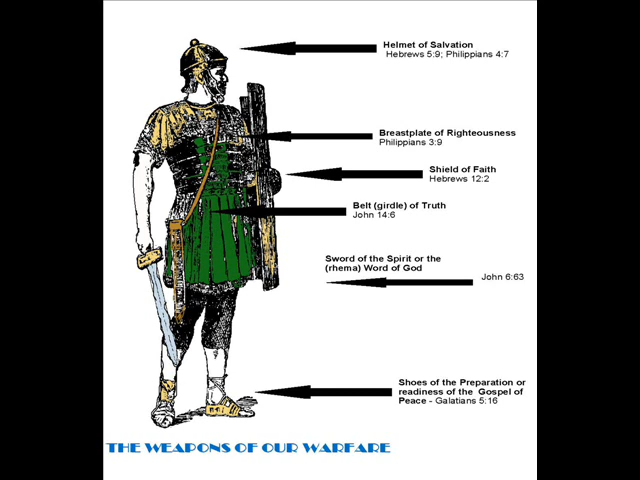 Helmet of Salvation
Hebrews 5:9; Philippians 4:7
Breastplate of Righteousness
Philippians 3:9
Shield of Faith
Hebrews 12:2
Belt (girdle) of Truth
John 14:6
Sword of the Spirit or the
(rhema) Word of God
John 6:63
Shoes of the Preparation or
readiness of the Gospel of
Peace - Galatians 5:16
THE WEAPONS OF OUR WARFARE